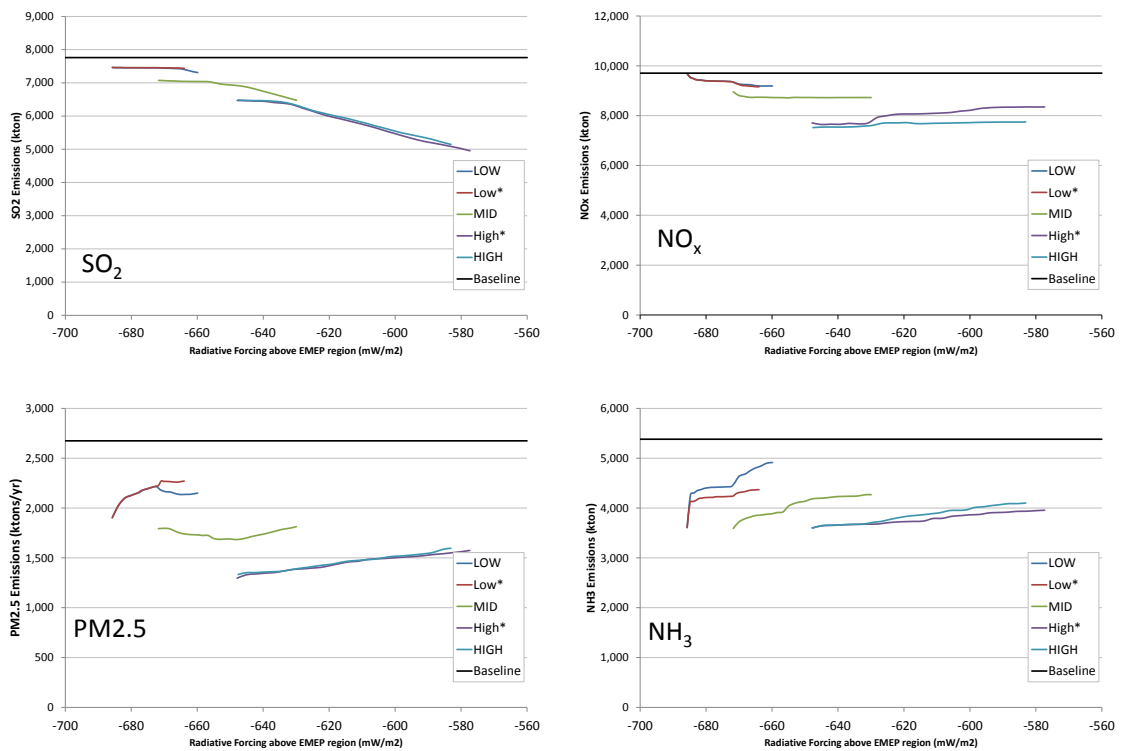 9,000
8,000
7,000
6,000
5,000
4,000
3,000
2,000
1,000
0
SO2 Emissions (kton)
-700 -680 -660 -640 -620 -600 -580 -560
Radiative Forcing above EMEP region (mW/m2)
SO2
LOW
Low*
MID
High*
HIGH
Baseline
12,000
10,000
8,000
6,000
4,000
2,000
0
NOx Emissions (kton)
-700 -680 -660 -640 -620 -600 -580 -560
Radiative Forcing above EMEP region (mW/m2)
NOx
LOW
Low*
MID
High*
HIGH
Baseline
3,000
2,500
2,000
1,500
1,000
500
0
PM2.5 Emissions (ktons/yr)
-700 -680 -660 -640 -620 -600 -580 -560
Radiative Forcing above EMEP region (mW/m2)
PM2.5
LOW
Low*
MID
High*
HIGH
Baseline
6,000
5,000
4,000
3,000
2,000
1,000
0
NH3 Emissions (kton)
-700 -680 -660 -640 -620 -600 -580 -560
Radiative Forcing above EMEP region (mW/m2)
NH3
LOW
Low*
MID
High*
HIGH
Baseline